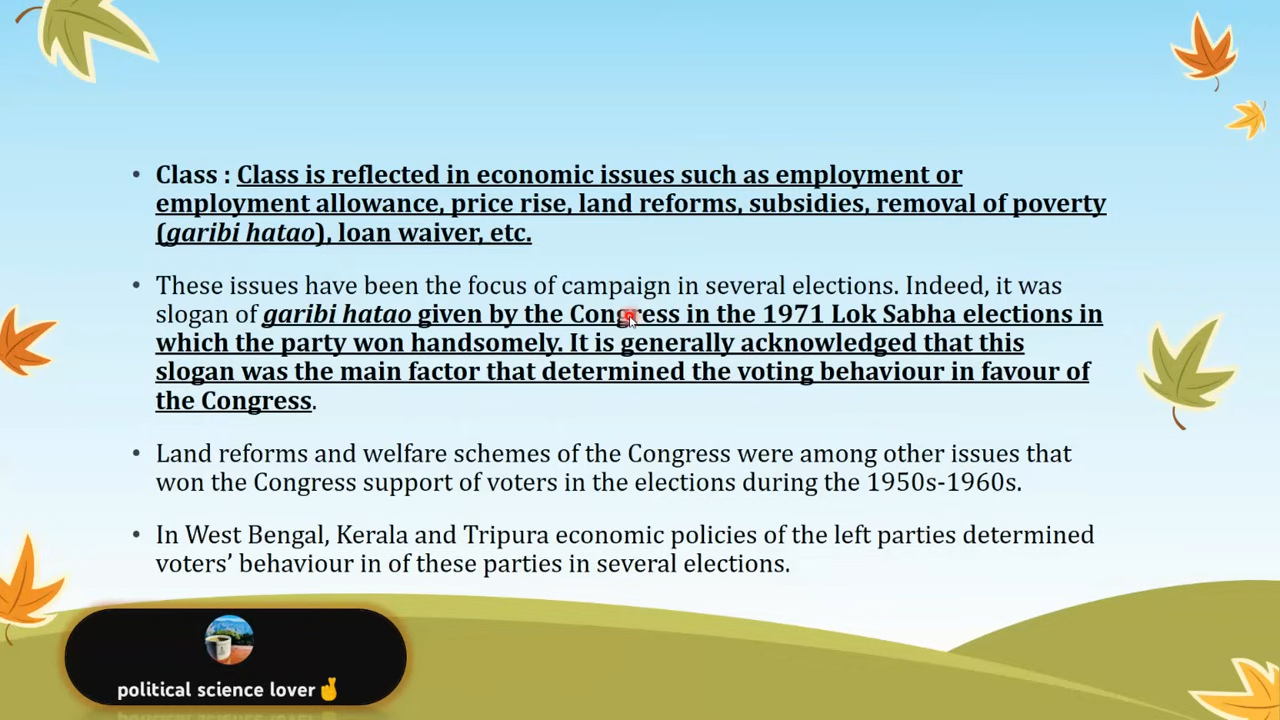 • Class : Class is reflected in economic issues such as employment or
employment allowance, price rise, land reforms, subsidies, removal of poverty
(garibi hatao), loan waiver, etc.
• These issues have been the focus of campaign in several elections. Indeed, it was
slogan of garibi hatao given by the Congress in the 1971 Lok Sabha elections in
which the party won handsomely. It is generally acknowledged that this
slogan was the main factor that determined the voting behaviour in favour of
the Congress.
• Land reforms and welfare schemes of the Congress were among other issues that
won the Congress support of voters in the elections during the 1950s-1960s.
• In West Bengal, Kerala and Tripura economic policies of the left parties determined
voters’ behaviour in of these parties in several elections.
political science lover🤞